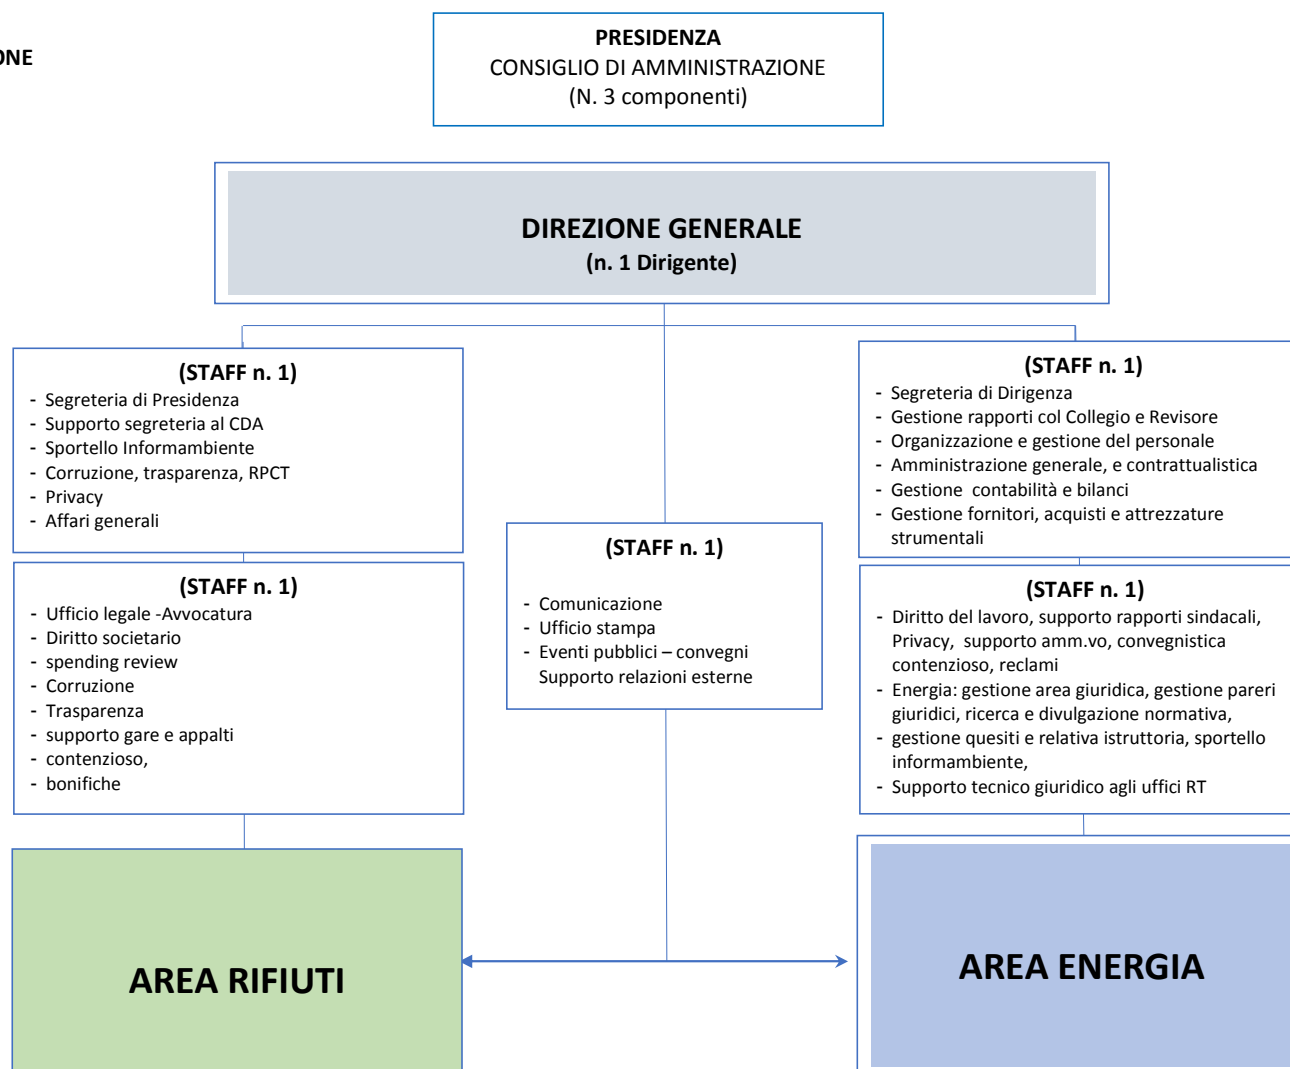 ONE
PRESIDENZA
CONSIGLIO DI AMMINISTRAZIONE
(N. 3 componenti)
DIREZIONE GENERALE
(n. 1 Dirigente)
(STAFF n. 1)
- Segreteria di Presidenza
- Supporto segreteria al CDA
- Sportello Informambiente
- Corruzione, trasparenza, RPCT
- Privacy
- Affari generali
(STAFF n. 1)
- Ufficio legale -Avvocatura
- Diritto societario
- spending review
- Corruzione
- Trasparenza
- supporto gare e appalti
- contenzioso,
- bonifiche
(STAFF n. 1)
- Comunicazione
- Ufficio stampa
- Eventi pubblici – convegni
Supporto relazioni esterne
(STAFF n. 1)
- Segreteria di Dirigenza
- Gestione rapporti col Collegio e Revisore
- Organizzazione e gestione del personale
- Amministrazione generale, e contrattualistica
- Gestione contabilità e bilanci
- Gestione fornitori, acquisti e attrezzature
strumentali
(STAFF n. 1)
- Diritto del lavoro, supporto rapporti sindacali,
Privacy, supporto amm.vo, convegnistica
contenzioso, reclami
- Energia: gestione area giuridica, gestione pareri
giuridici, ricerca e divulgazione normativa,
- gestione quesiti e relativa istruttoria, sportello
informambiente,
- Supporto tecnico giuridico agli uffici RT
AREA RIFIUTI
AREA ENERGIA